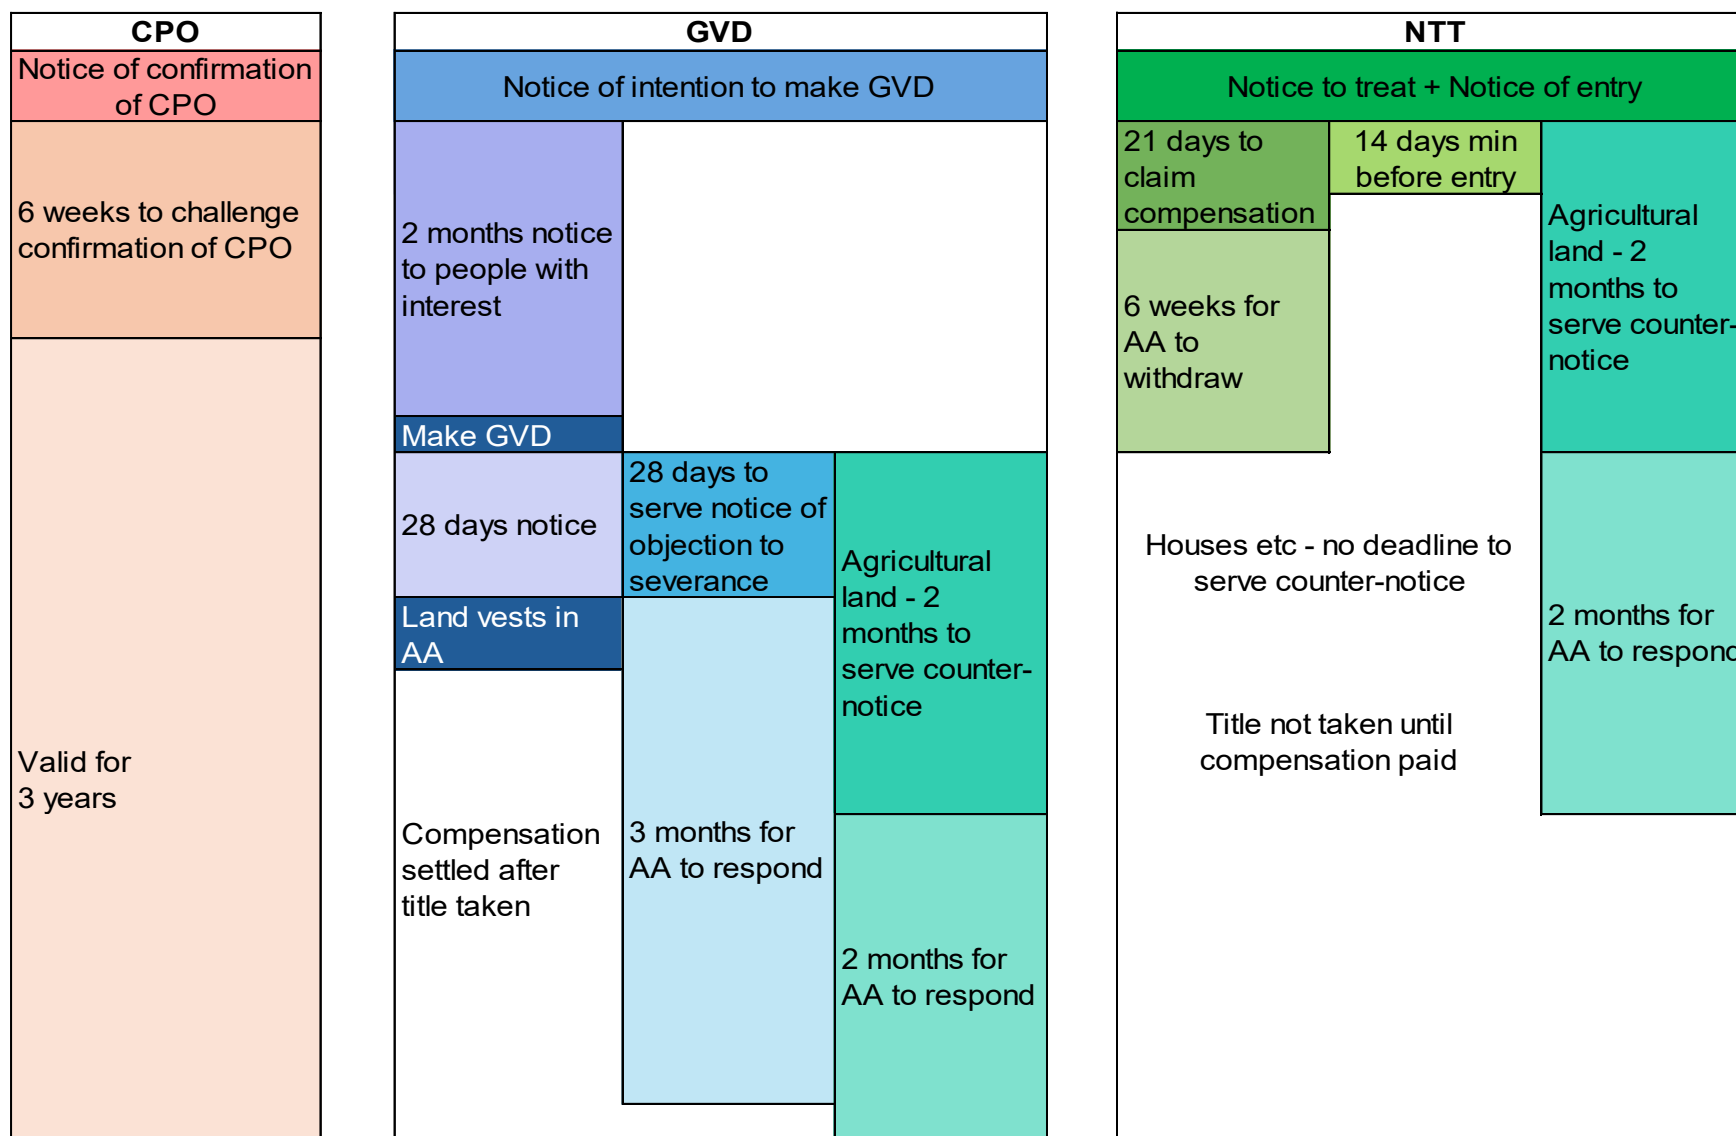 CPO
Notice of confirmation
of CPO
6 weeks to challenge
confirmation of CPO
Valid for
3 years
GVD
Notice of intention to make GVD
2 months notice
to people with
interest
Make GVD
28 days notice
28 days to
serve notice of
objection to
severance
Agricultural
land - 2
months to
serve counter-
notice
Land vests in
AA
Compensation
settled after
title taken
3 months for
AA to respond
2 months for
AA to respond
NTT
Notice to treat + Notice of entry
21 days to
claim
compensation
14 days min
before entry
Agricultural
land - 2
months to
serve counter-
notice
6 weeks for
AA to
withdraw
Houses etc - no deadline to
serve counter-notice
2 months for
AA to respond
Title not taken until
compensation paid